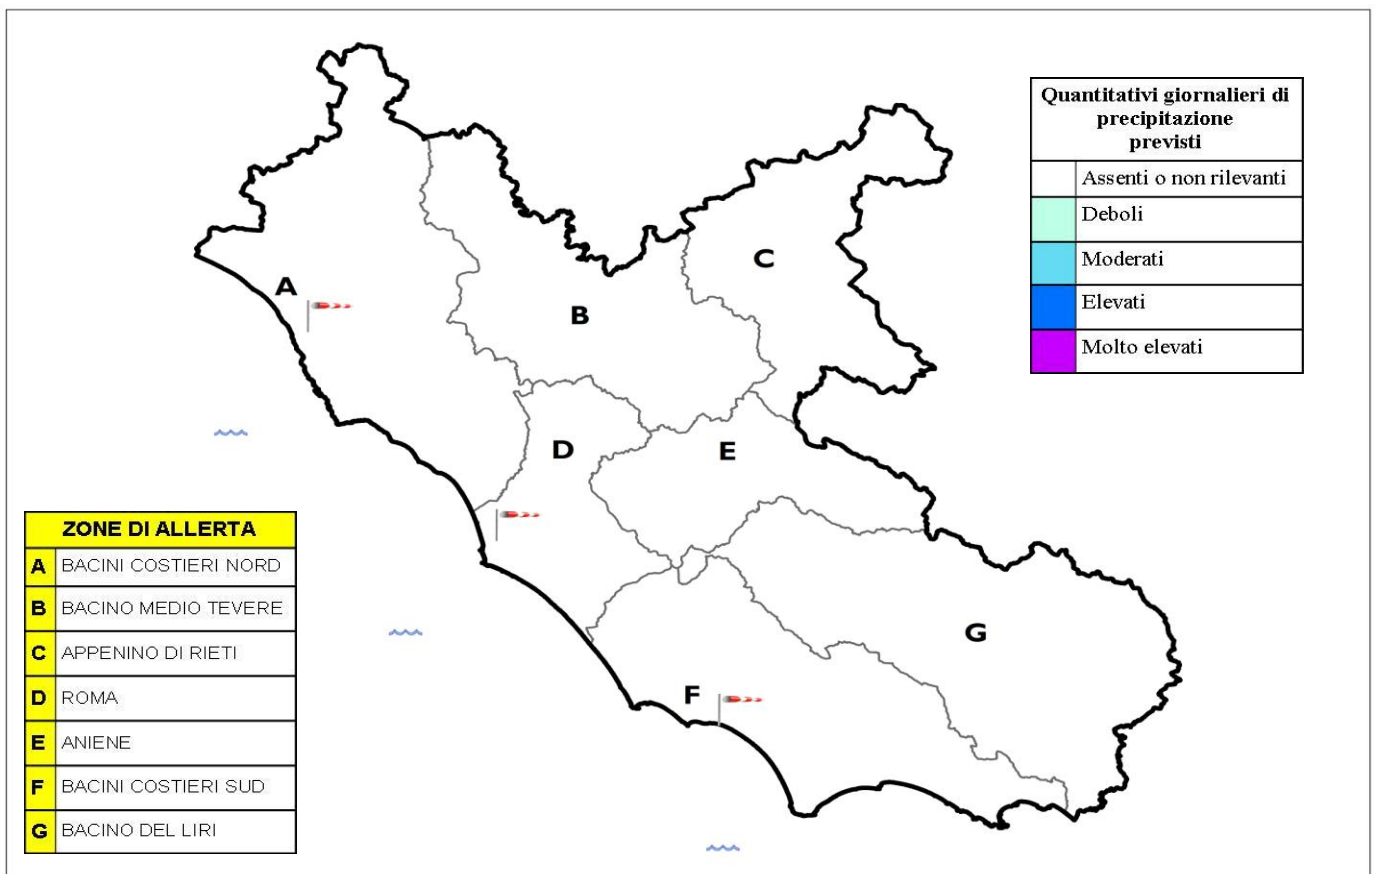 Quantitativi giornalieri di
precipitazione
previsti
Assenti o non rilevanti
Deboli
Moderati
Elevati
Molto elevati
C
A
B
D
E
G
F
ZONE DI ALLERTA
A BACINI COSTIERI NORD
B BACINO MEDIO TEVERE
C APPENINO DI RIETI
D ROMA
E ANIENE
F BACINI COSTIERI SUD
G BACINO DEL LIRI